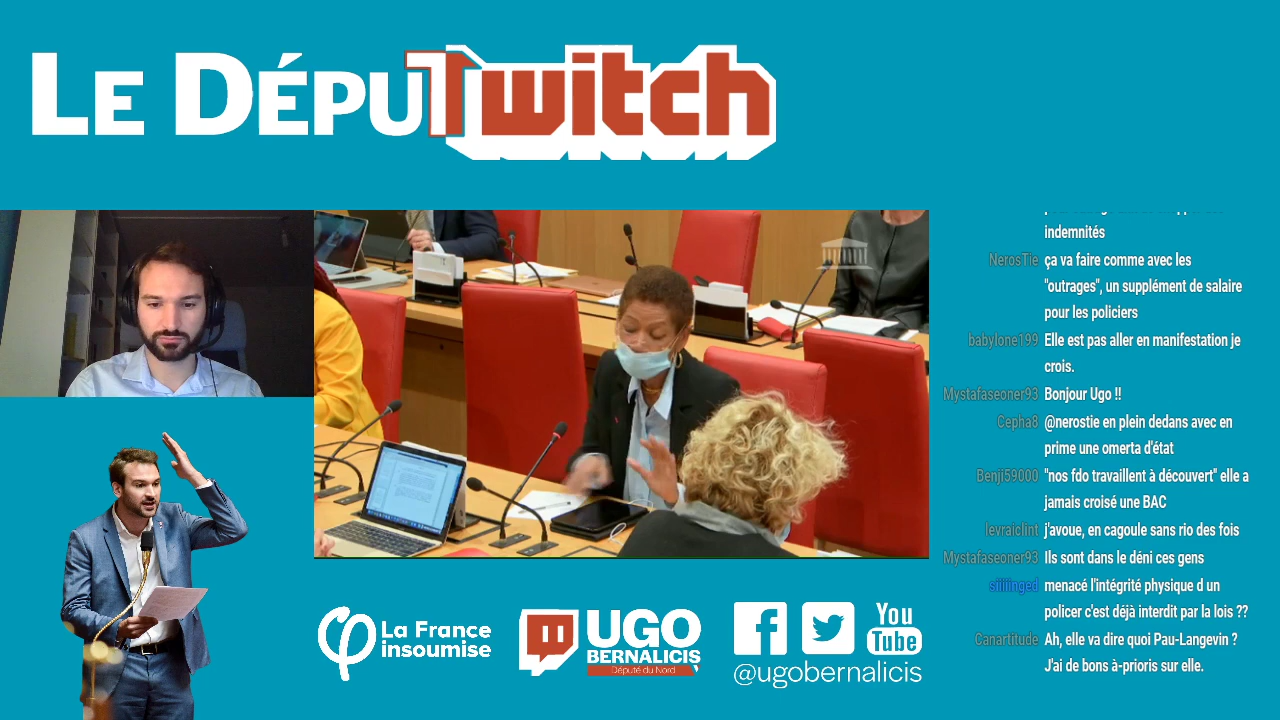 LE DÉPUTwitch
indemnités
NerosTie ça va faire comme avec les
"outrages", un supplément de salaire
pour les policiers
babylone199 Elle est pas aller en manifestation je
crois.
Mystafaseoner93 Bonjour Ugo !!
Cepha8 @nerostie en plein dedans avec en
prime une omerta d'état
Benji59000 "nos fdo travaillent à découvert" elle a
jamais croisé une BAC
levraiclint j'avoue, en cagoule sans rio des fois
Mystafaseoner93 Ils sont dans le déni ces gens
siiiiinged menacé l'intégrité physique d un
policer c'est déjà interdit par la lois ??
Canartitude Ah, elle va dire quoi Pau-Langevin ?
J'ai de bons à-prioris sur elle.
La France
insoumise
UGO
BERNALICIS
Député du Nord
You
Tube
@ugobernalicis